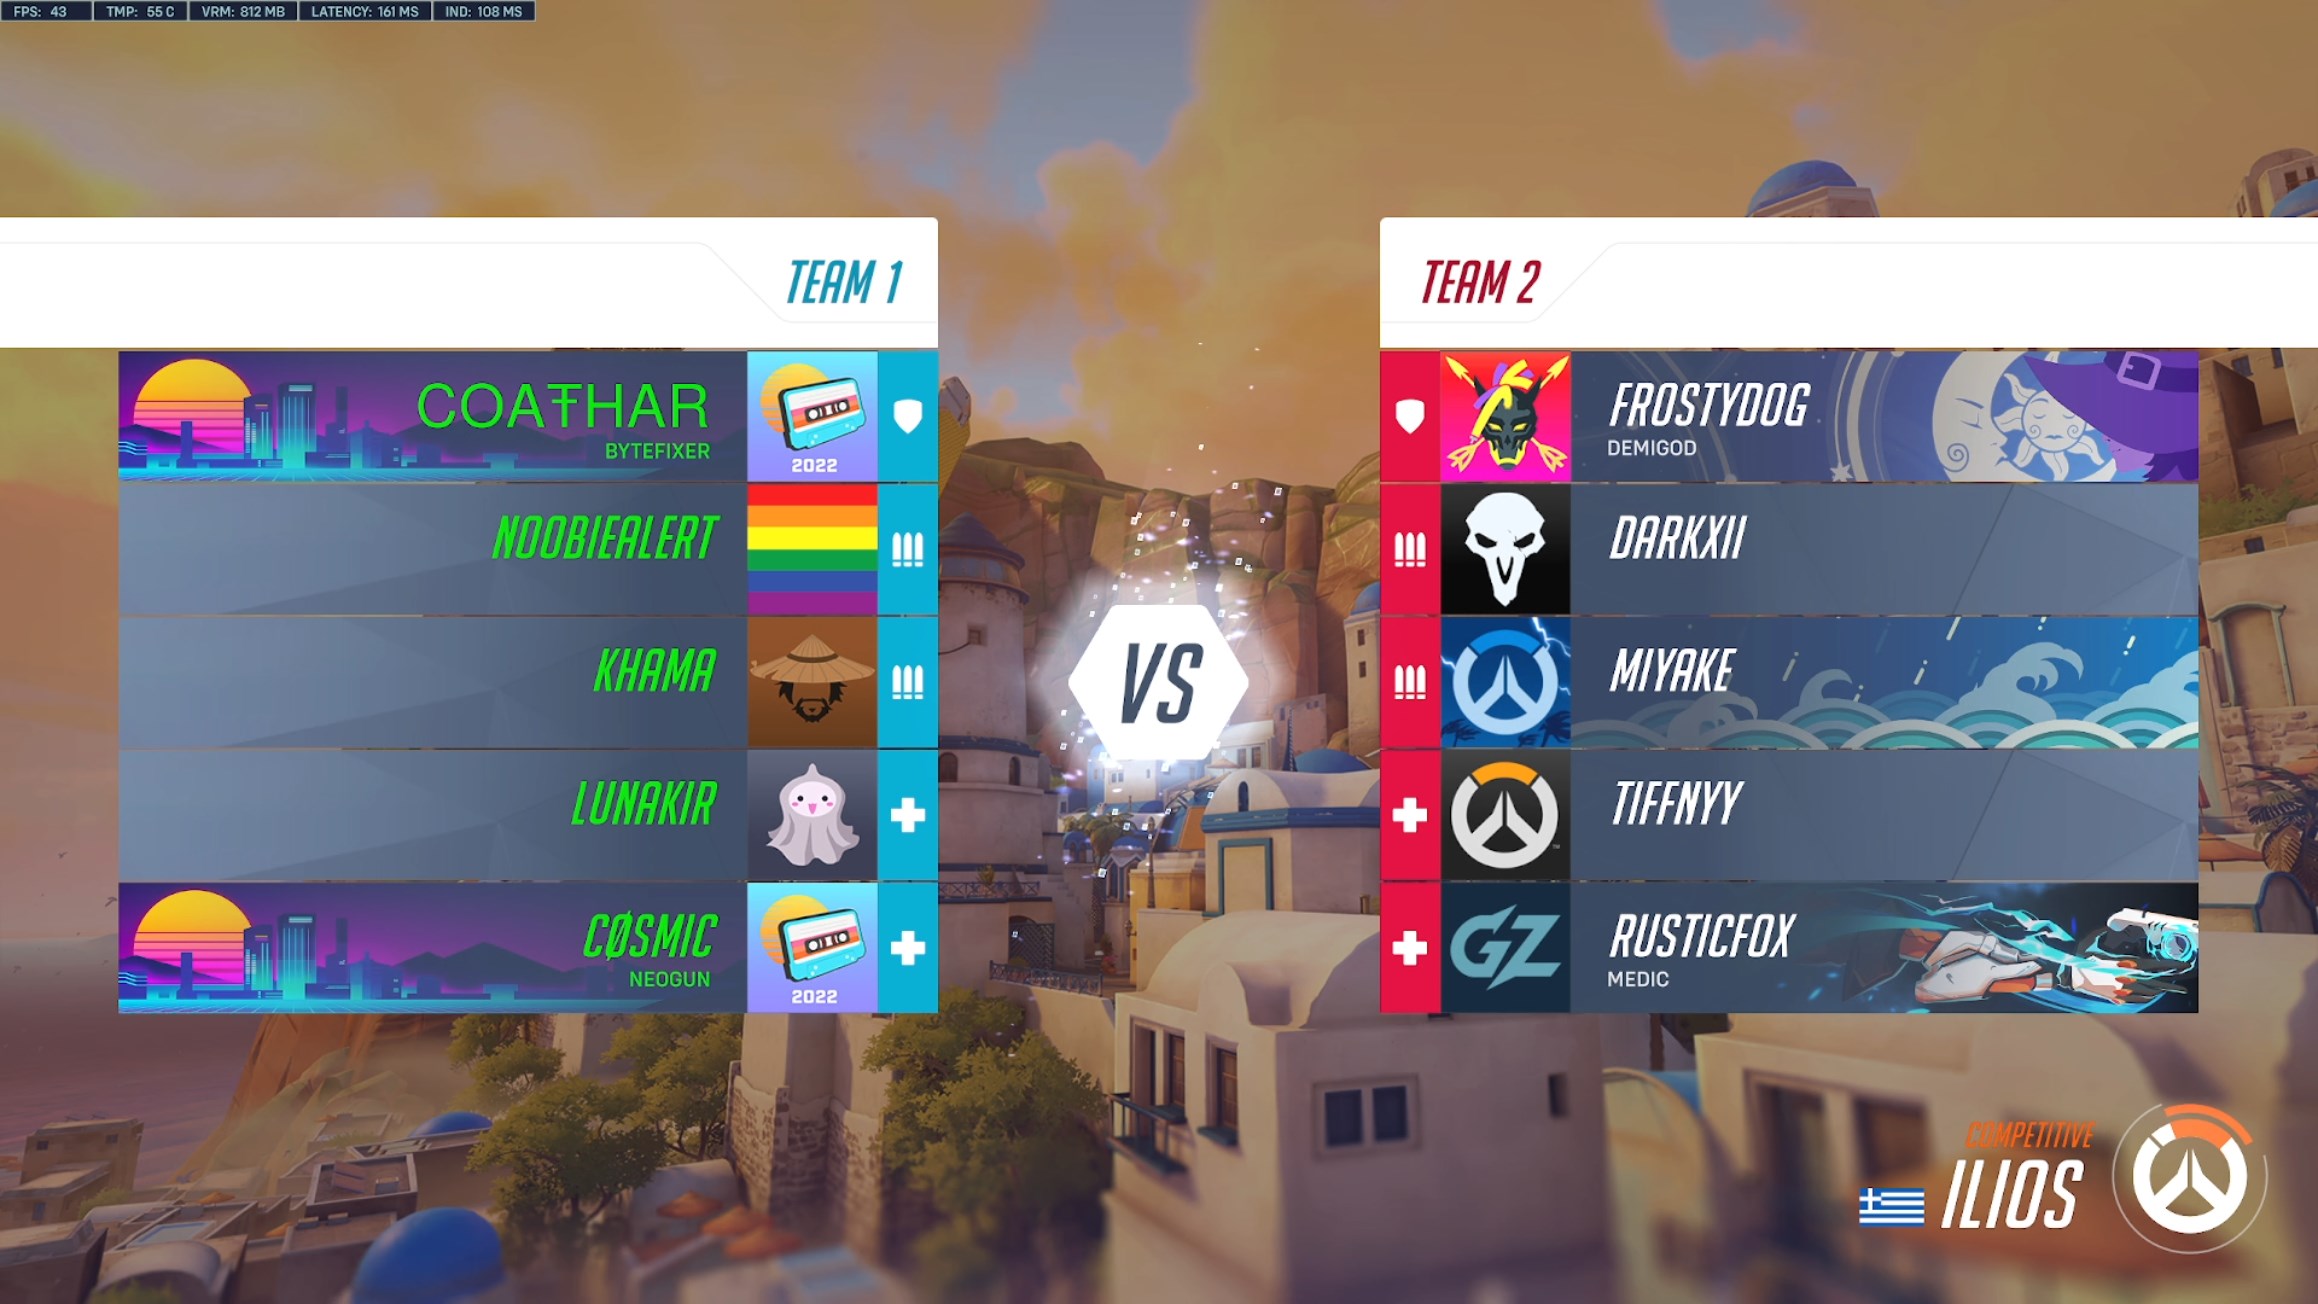 FPS: 43 TMP: 55 C VRM: 812 MB LATENCY: 161 MS IND: 108 MS
TEAM 1
COAŦHAR
BYTEFIXER
2022
NOOBIEALERT
KHAMA
LUNAKIR
CØSMIC
NEOGUN
2022
VS
TEAM 2
FROSTYDOG
DEMIGOD
DARKXII
MIYAKE
TIFFNYY
GZ
RUSTICFOX
MEDIC
COMPETITIVE
ILIOS